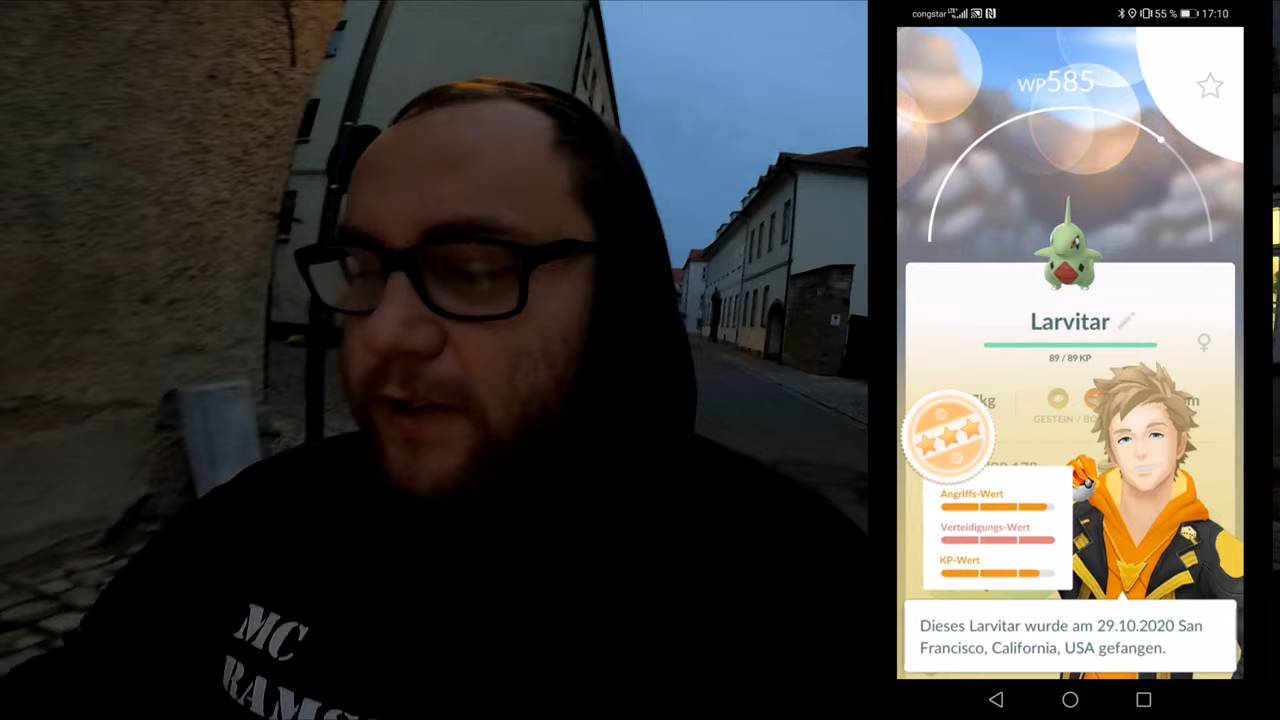 MC
congstar
55 %
17:10
WP585
Larvitar
89 / 89 KP
GESTEIN /
Angriffs-Wert
Verteidigungs-Wert
KP-Wert
Dieses Larvitar wurde am 29.10.2020 San
Francisco, California, USA gefangen.